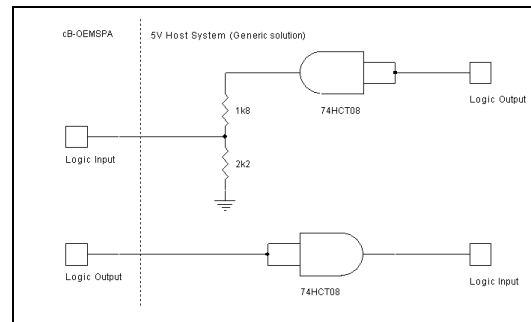 cB-OEMSPA
5V Host System (Generic solution)
74HCT08
Logic Output
1k8
Logic Input
2k2
Logic Output
74HCT08
Logic Input